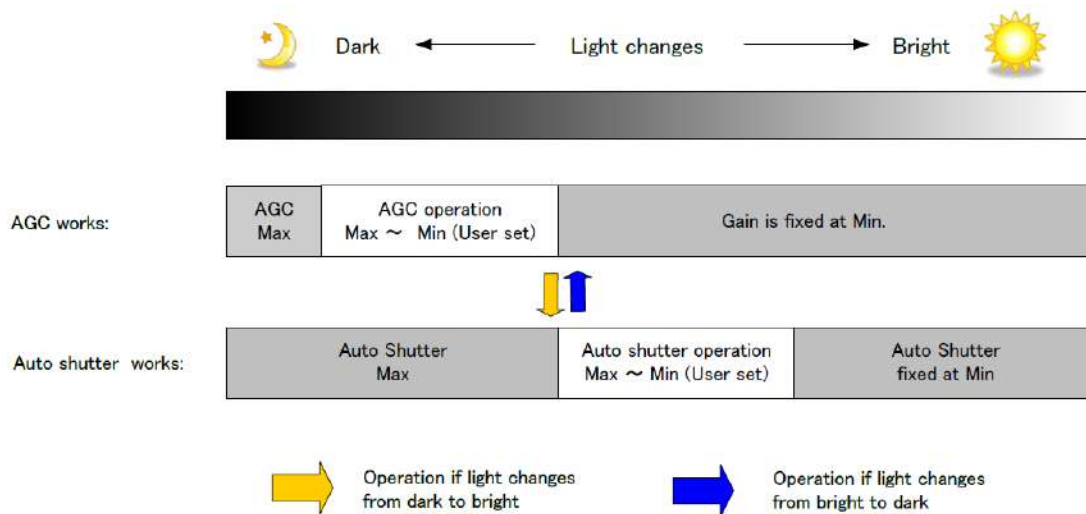 Dark
Light changes
Bright
AGC works:
AGC
Max
AGC operation
Max ～ Min (User set)
Gain is fixed at Min.
Auto shutter works:
Auto Shutter
Max
Auto shutter operation
Max ～ Min (User set)
Auto Shutter
fixed at Min
Operation if light changes
from dark to bright
Operation if light changes
from bright to dark